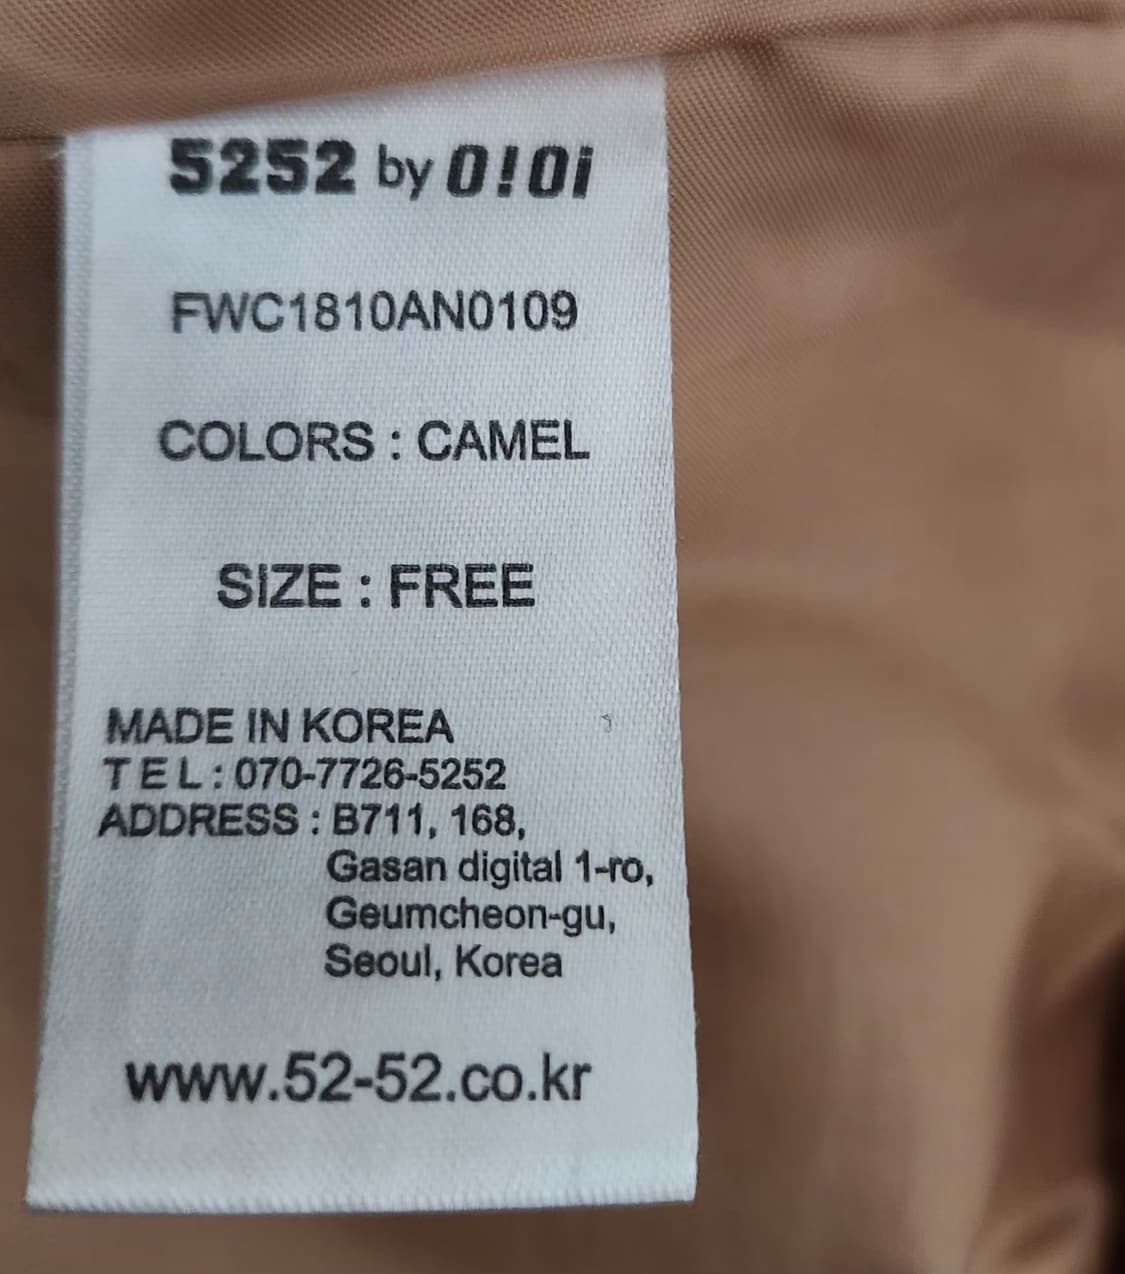 5252 by O!Oi
FWC1810AN0109
COLORS : CAMEL
SIZE : FREE
MADE IN KOREA
TEL : 070-7726-5252
ADDRESS : B711, 168,
Gasan digital 1-ro,
Geumcheon-gu,
Seoul, Korea
www.52-52.co.kr